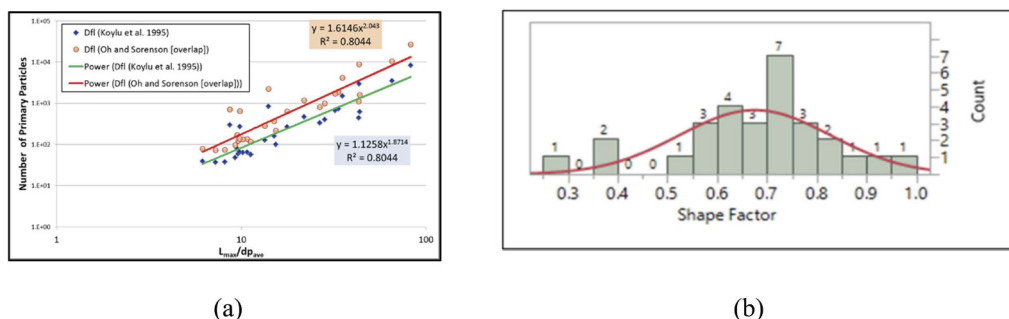 (a)
1.E+05
1.E+04
1.E+03
1.E+02
1.E+01
1.E+00
Number of Primary Particles
Dfl (Koylu et al. 1995)
Dfl (Oh and Sorenson [overlap])
Power (Dfl (Koylu et al. 1995))
Power (Dfl (Oh and Sorenson [overlap]))
y = 1.6146x^2.043
R² = 0.8044
y = 1.1258x^1.8714
R² = 0.8044
1 10 100
Lmax/dpave
(b)
1 0 2 0 0 1 3 4 3 7 3 2 1 1 1
7
6
5
4
3
2
1
Count
0.3 0.4 0.5 0.6 0.7 0.8 0.9 1.0
Shape Factor
(a)
(b)